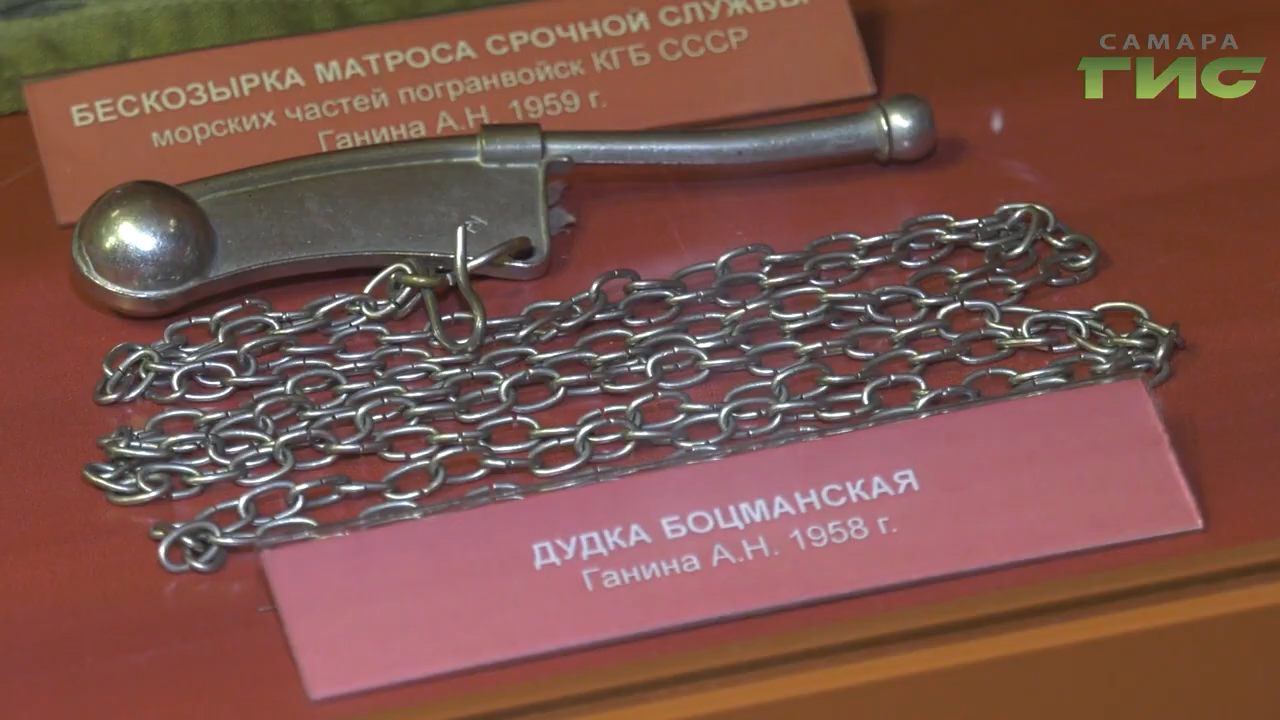 САМАРА
ГИС
БЕСКОЗЫРКА МАТРОСА СРОЧНОЙ СЛУЖБЫ
морских частей погранвойск КГБ СССР
Ганина А.Н. 1959 г.
ДУДКА БОЦМАНСКАЯ
Ганина А.Н. 1958 г.